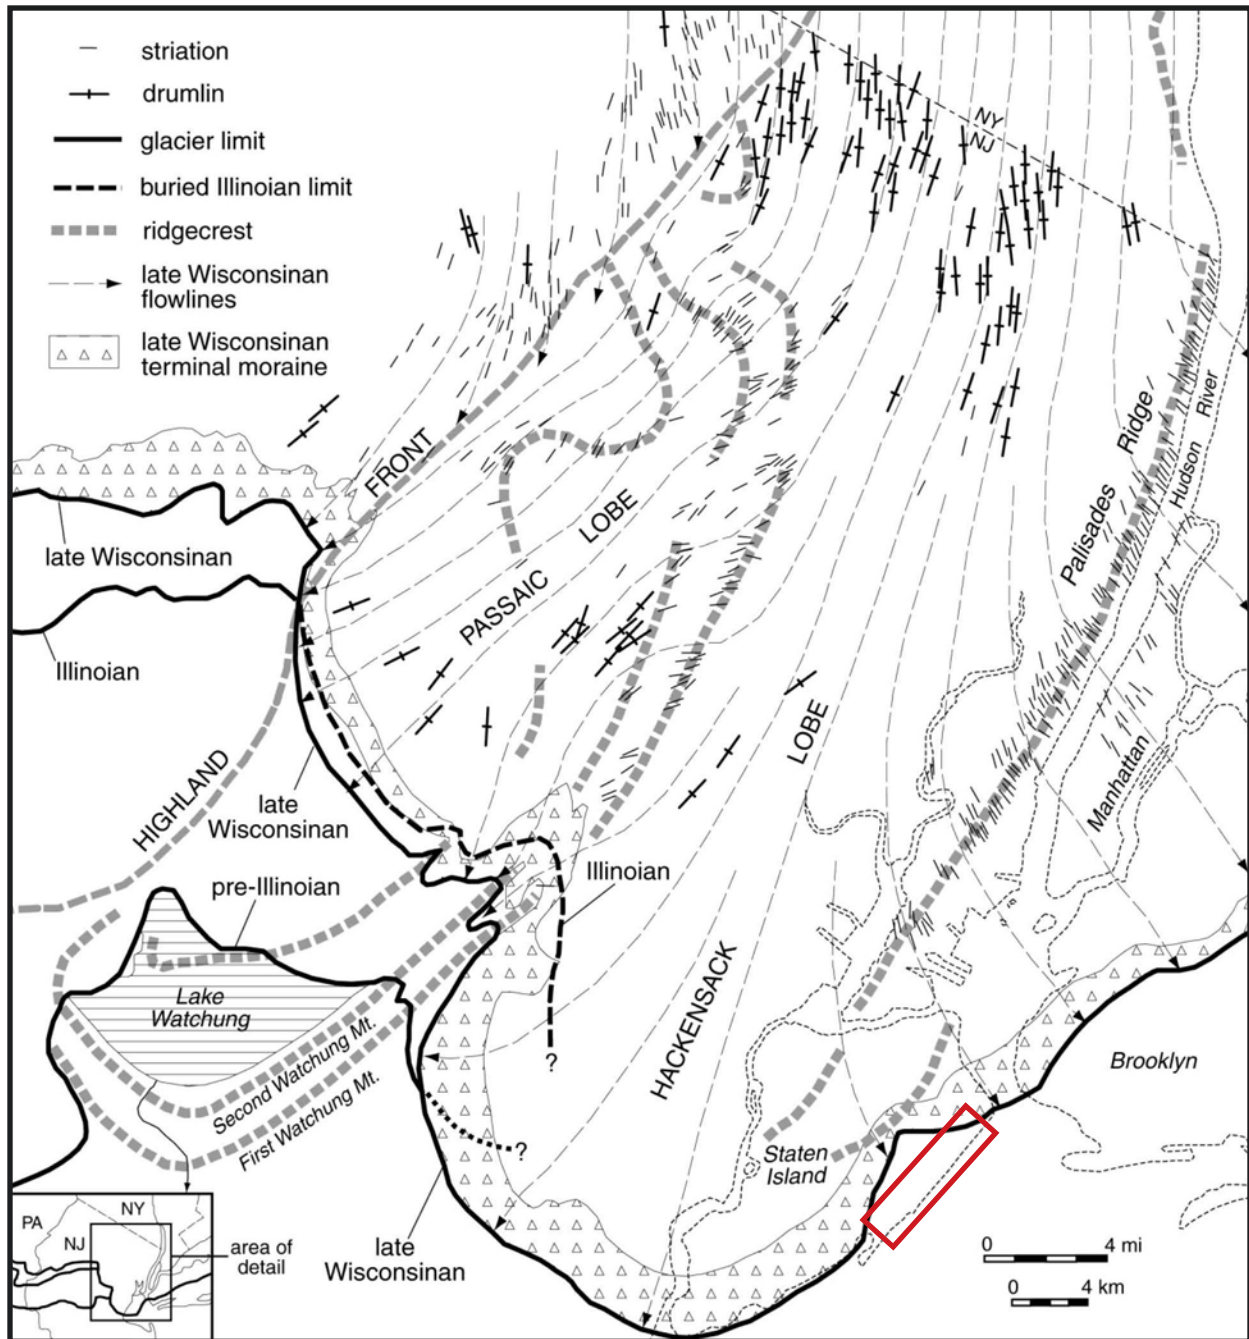 striation
drumlin
glacier limit
buried Illinoian limit
ridgecrest
late Wisconsinan
flowlines
late Wisconsinan
terminal moraine
NY
NJ
FRONT
LOBE
PASSAIC
Palisades Ridge
Hudson River
late Wisconsinan
Illinoian
HIGHLAND
late
Wisconsinan
LOBE
Manhattan
pre-Illinoian
Illinoian
Lake
Watchung
HACKENSACK
Second Watchung Mt.
First Watchung Mt.
?
?
Brooklyn
Staten
Island
late
Wisconsinan
PA
NY
NJ
M
area of
detail
0 4 mi
0 4 km